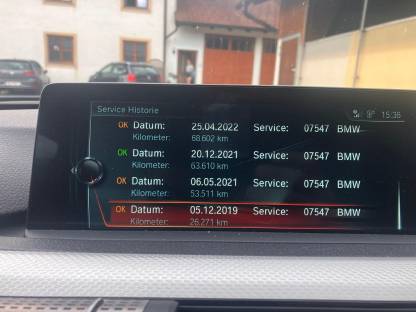 Service Historie
15:36
OK Datum: 25.04.2022 Service: 07547 BMW
Kilometer: 68.602 km
OK Datum: 20.12.2021 Service: 07547 BMW
Kilometer: 63.610 km
OK Datum: 06.05.2021 Service: 07547 BMW
Kilometer: 53.511 km
OK Datum: 05.12.2019 Service: 07547 BMW
Kilometer: 26.271 km